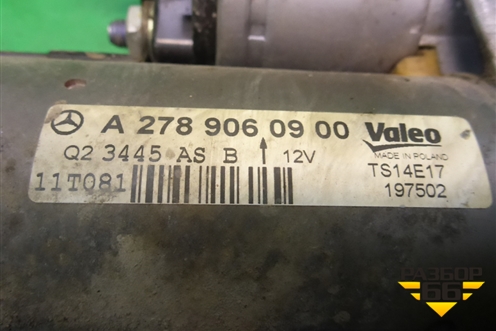 A 278 906 09 00 Valeo
Q2 3445 AS B 12V MADE IN POLAND
11T081 TS14E17
197502
РАЗБОР
66